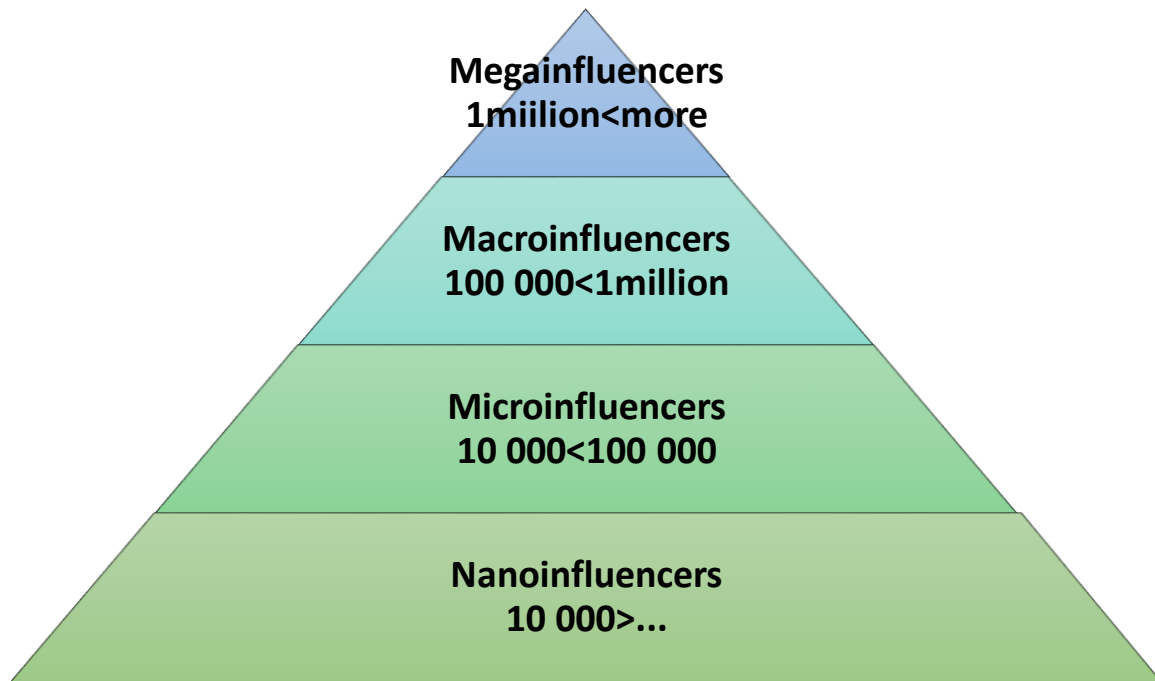 Megainfluencers
1miilion<more
Macroinfluencers
100 000<1million
Microinfluencers
10 000<100 000
Nanoinfluencers
10 000>...